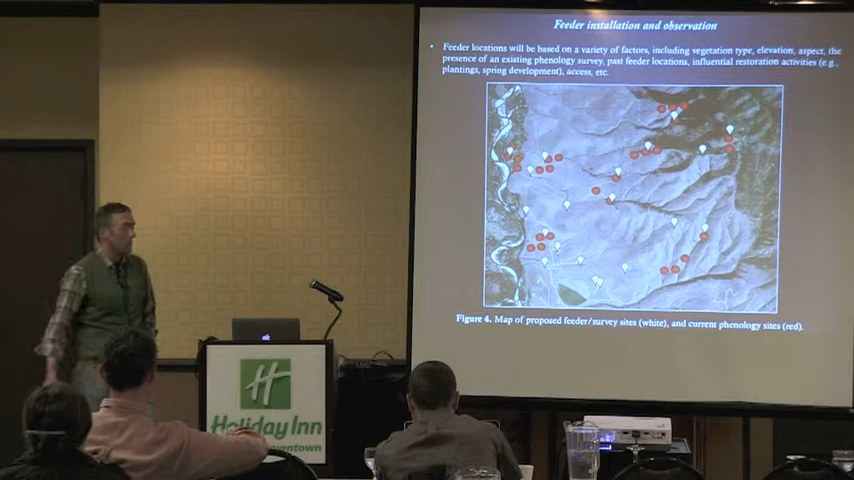 Feeder installation and observation
• Feeder locations will be based on a variety of factors, including vegetation type, elevation, aspect, the
presence of an existing phenology survey, past feeder locations, influential restoration activities (e.g.,
plantings, spring development), access, etc.
Figure 4. Map of proposed feeder/survey sites (white), and current phenology sites (red).
H
Holiday Inn
downtown